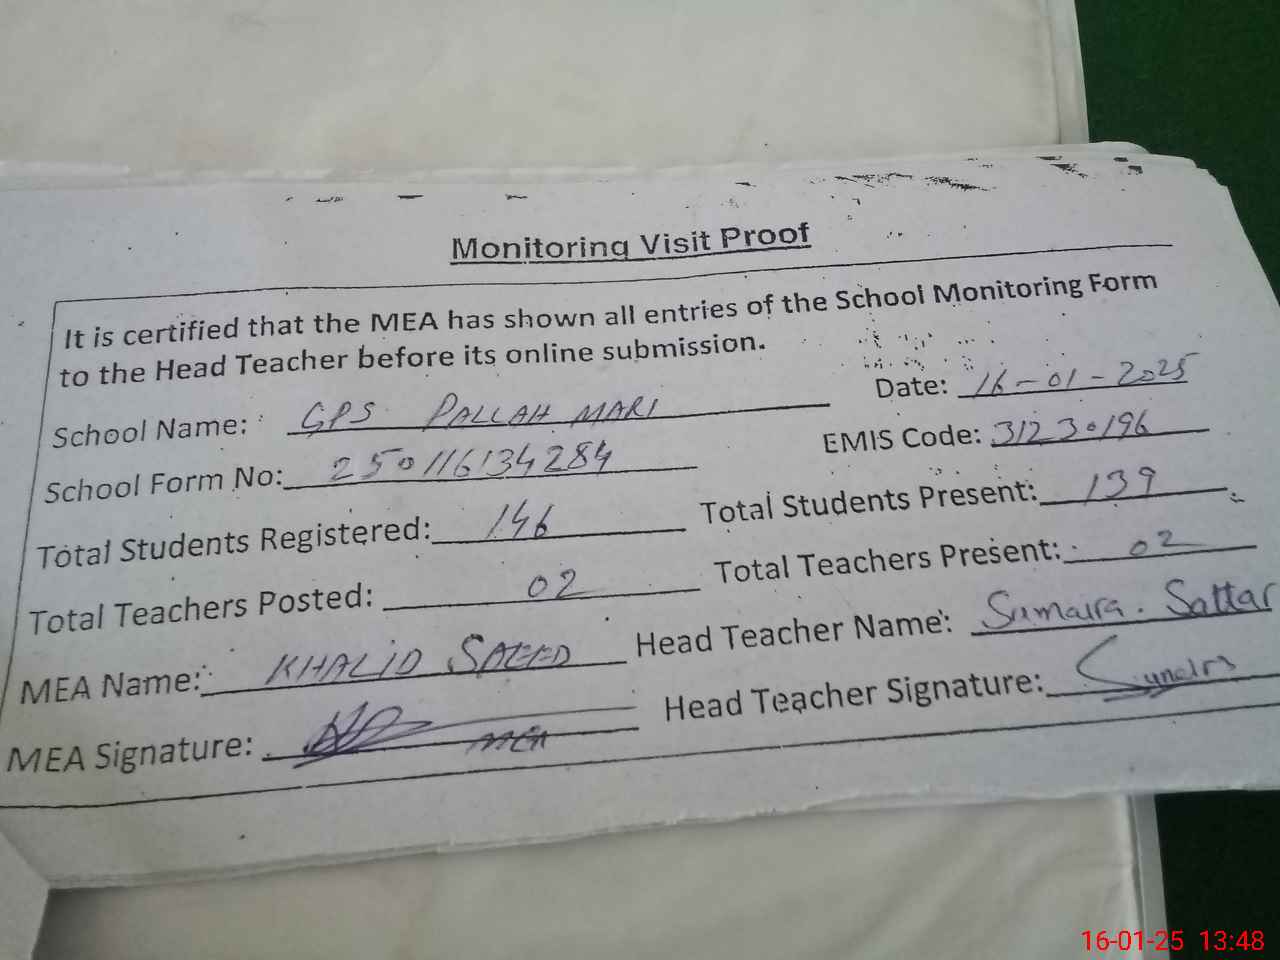 Monitoring Visit Proof
It is certified that the MEA has shown all entries of the School Monitoring Form
to the Head Teacher before its online submission.
Date: 16-01-2025
School Name: GPS PALLAH MARI
EMIS Code: 31230196
School Form No: 250116134284
Total Students Registered: 146 Total Students Present: 139
Total Teachers Posted: 02 Total Teachers Present: 02
MEA Name: KHALID SAEED Head Teacher Name: Sumaira. Sattar
MEA Signature: MEA Head Teacher Signature:
16-01-25 13:48